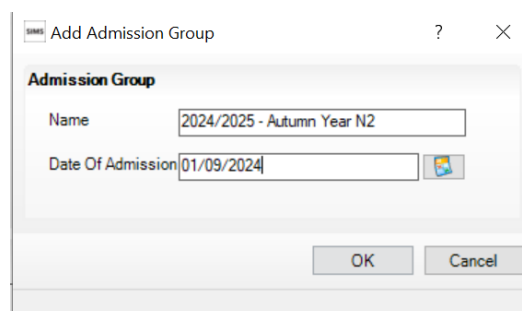 SIMS Add Admission Group ?
Admission Group
Name 2024/2025 - Autumn Year N2
Date Of Admission 01/09/2024
OK Cancel